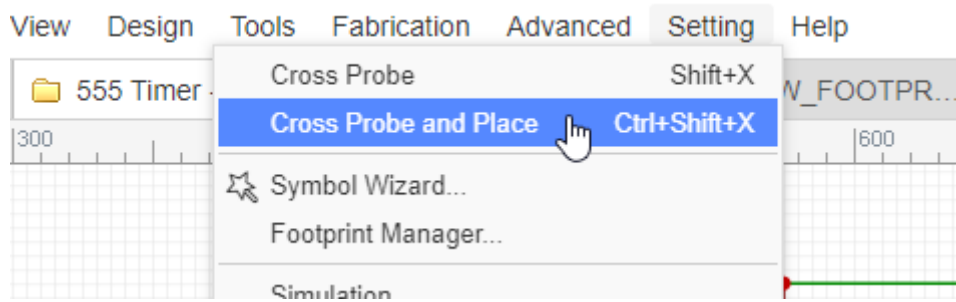 View Design Tools Fabrication Advanced Setting Help
555 Timer
Cross Probe Shift+X
W_FOOTPR...
Cross Probe and Place Ctrl+Shift+X
300
600
Symbol Wizard...
Footprint Manager...
Simulation